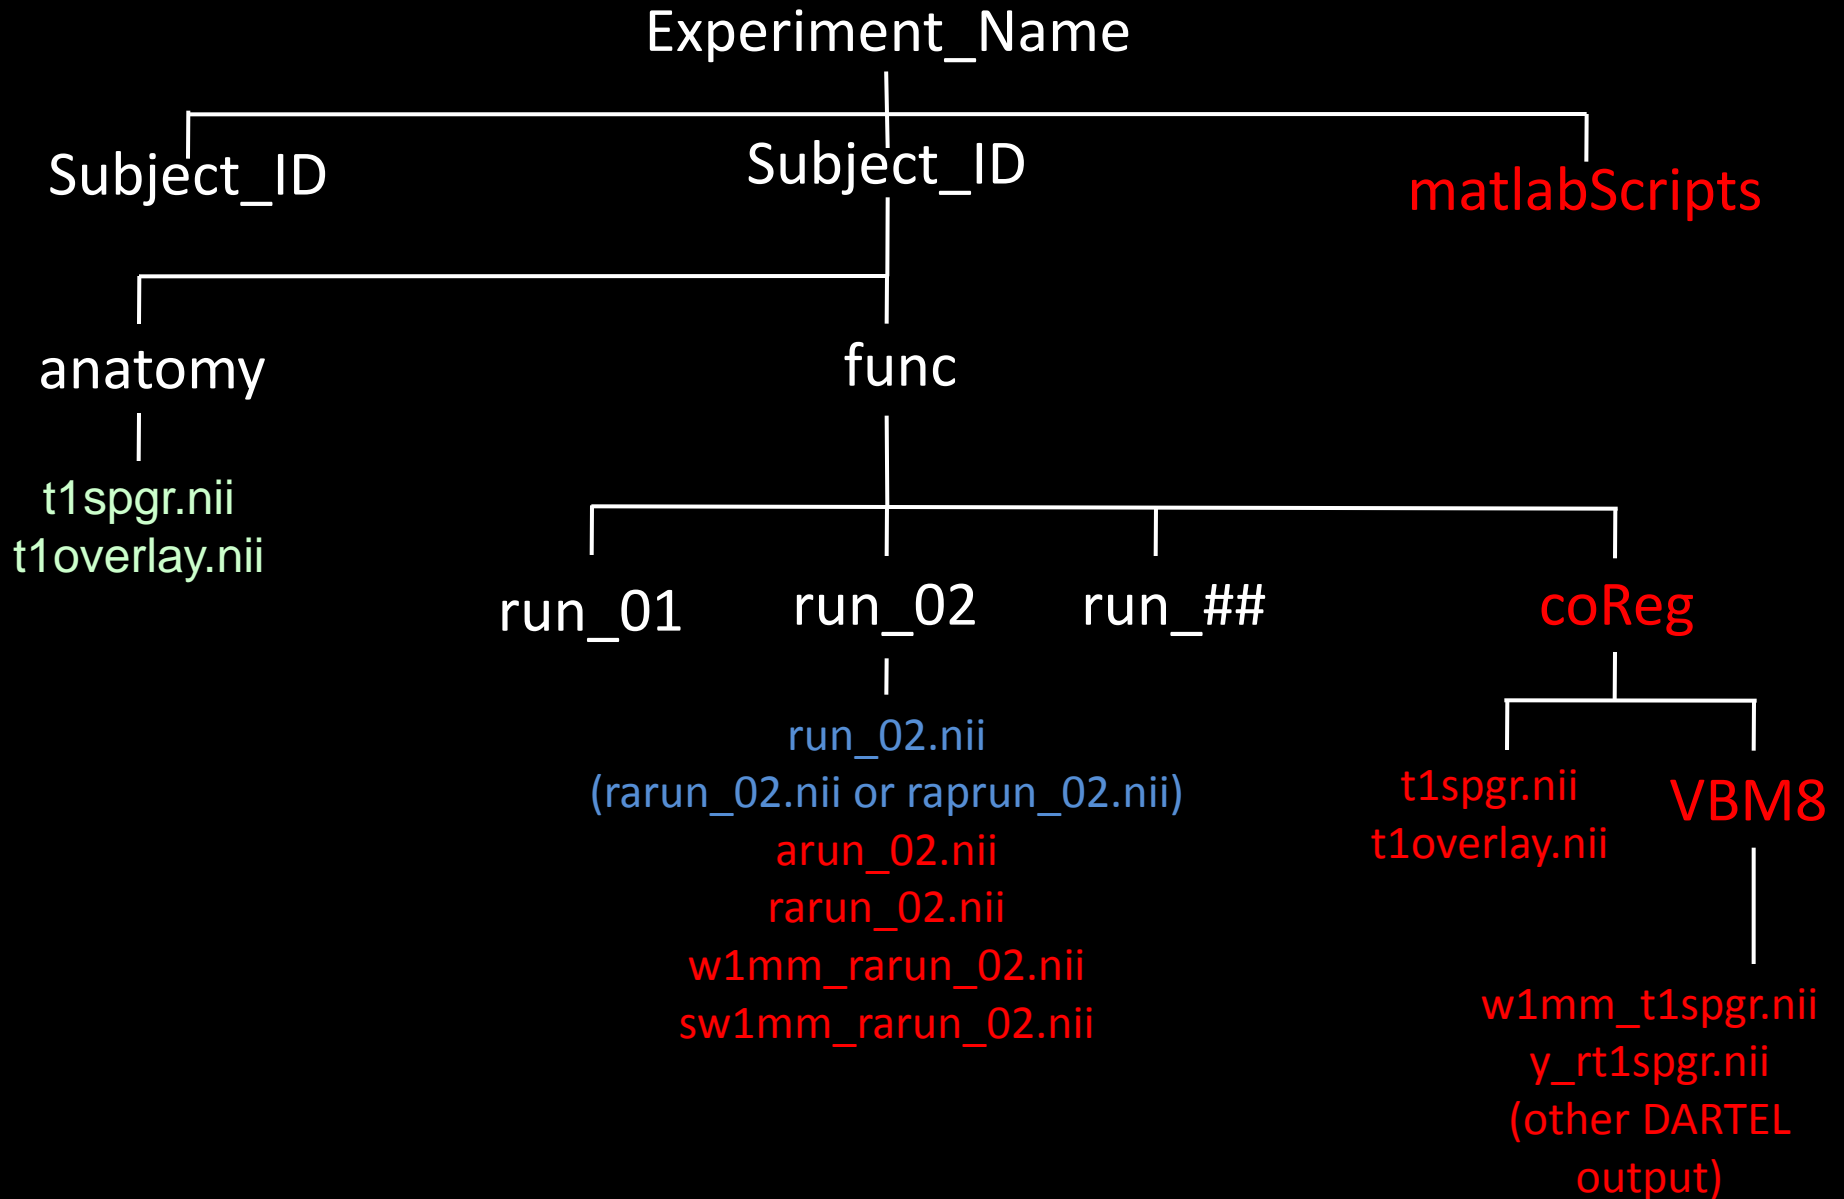 Experiment_Name
Subject_ID
Subject_ID
matlabScripts
anatomy
func
t1spgr.nii
t1overlay.nii
run_01
run_02
run_##
coReg
run_02.nii
(rarun_02.nii or raprun_02.nii)
arun_02.nii
rarun_02.nii
w1mm_rarun_02.nii
sw1mm_rarun_02.nii
t1spgr.nii
t1overlay.nii
VBM8
w1mm_t1spgr.nii
y_rt1spgr.nii
(other DARTEL
output)